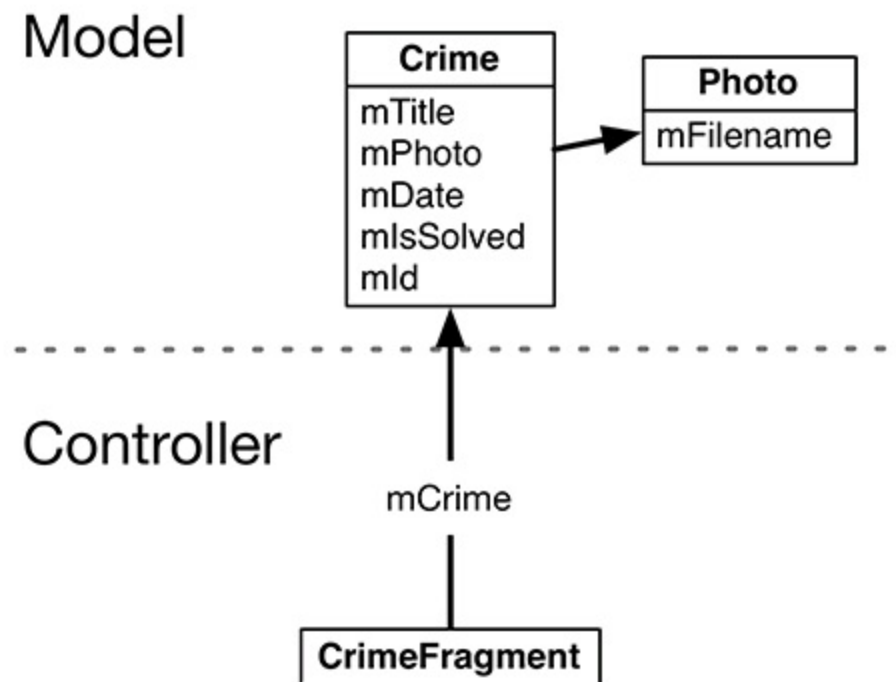 Model
Crime
mTitle
mPhoto
mDate
mIsSolved
mId
Photo
mFilename
Controller
mCrime
CrimeFragment